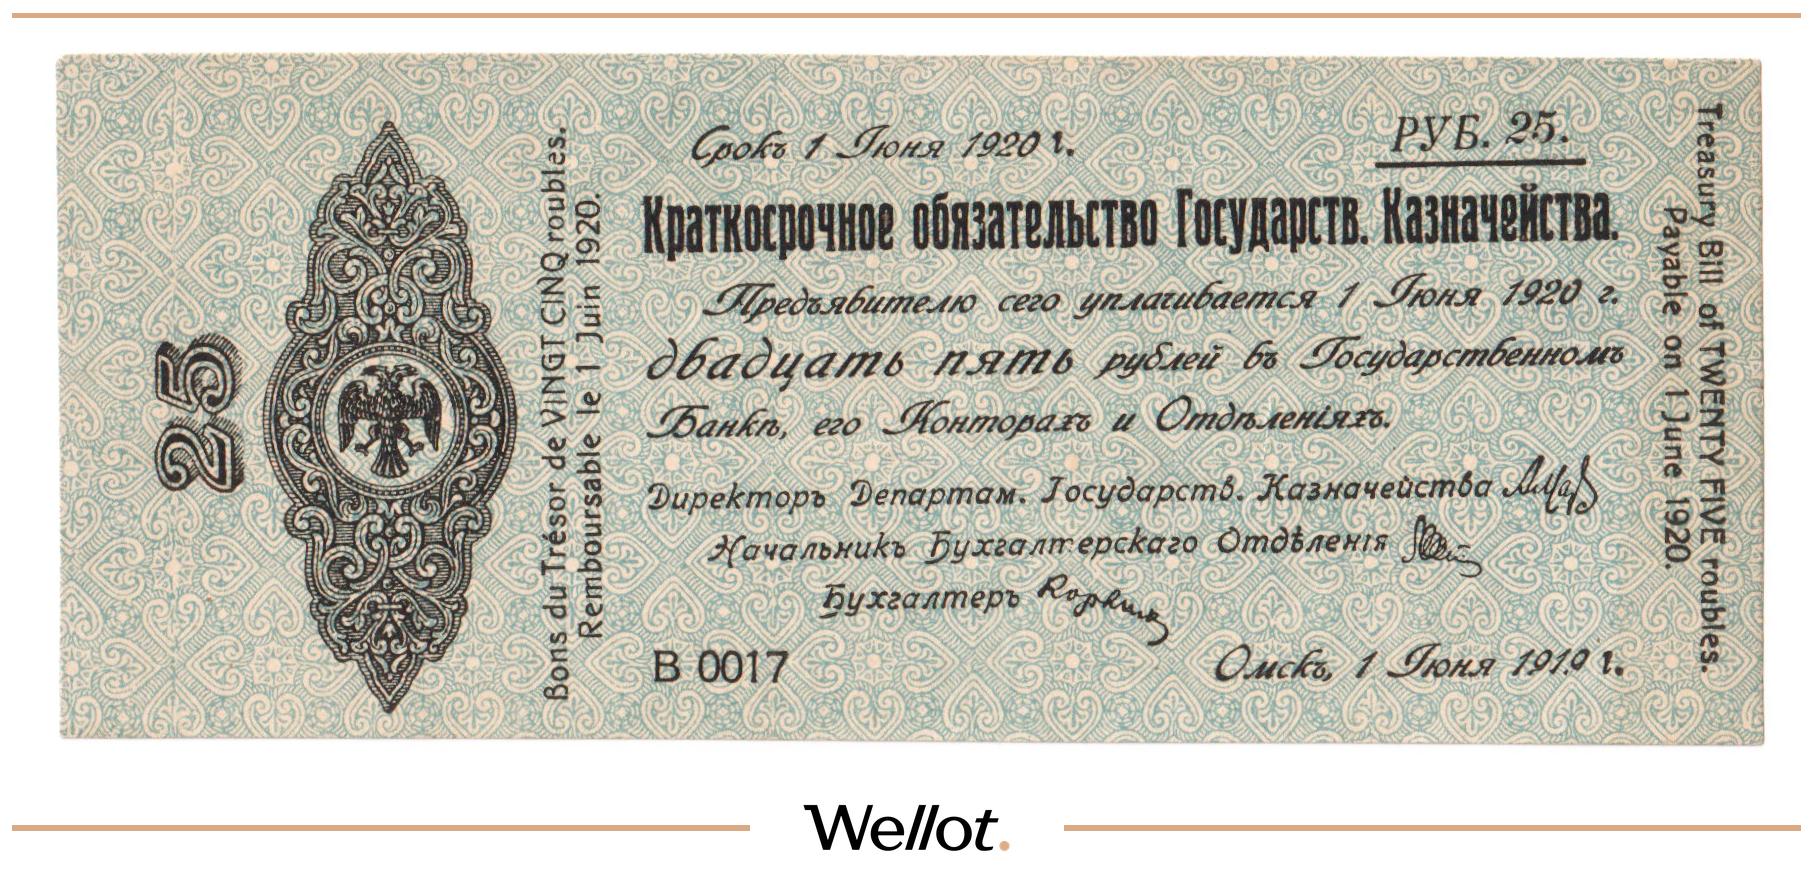 25
Bons du Trésor de VINGT CINQ roubles.
Remboursable le 1 Juin 1920.
Срокъ 1 Іюня 1920 г.
РУБ. 25.
Краткосрочное обязательство Государств. Казначейства.
Предъявителю сего уплачивается 1 Іюня 1920 г.
двадцать пять рублей въ Государственномъ
Банкѣ, его Конторахъ и Отдѣленіяхъ.
Директоръ Департам. Государств. Казначейства
Начальникъ Бухгалтерскаго Отдѣленія
Бухгалтеръ
В 0017
Омскъ, 1 Іюня 1919 г.
Treasury Bill of TWENTY FIVE roubles.
Payable on 1 June 1920.
Wellot.